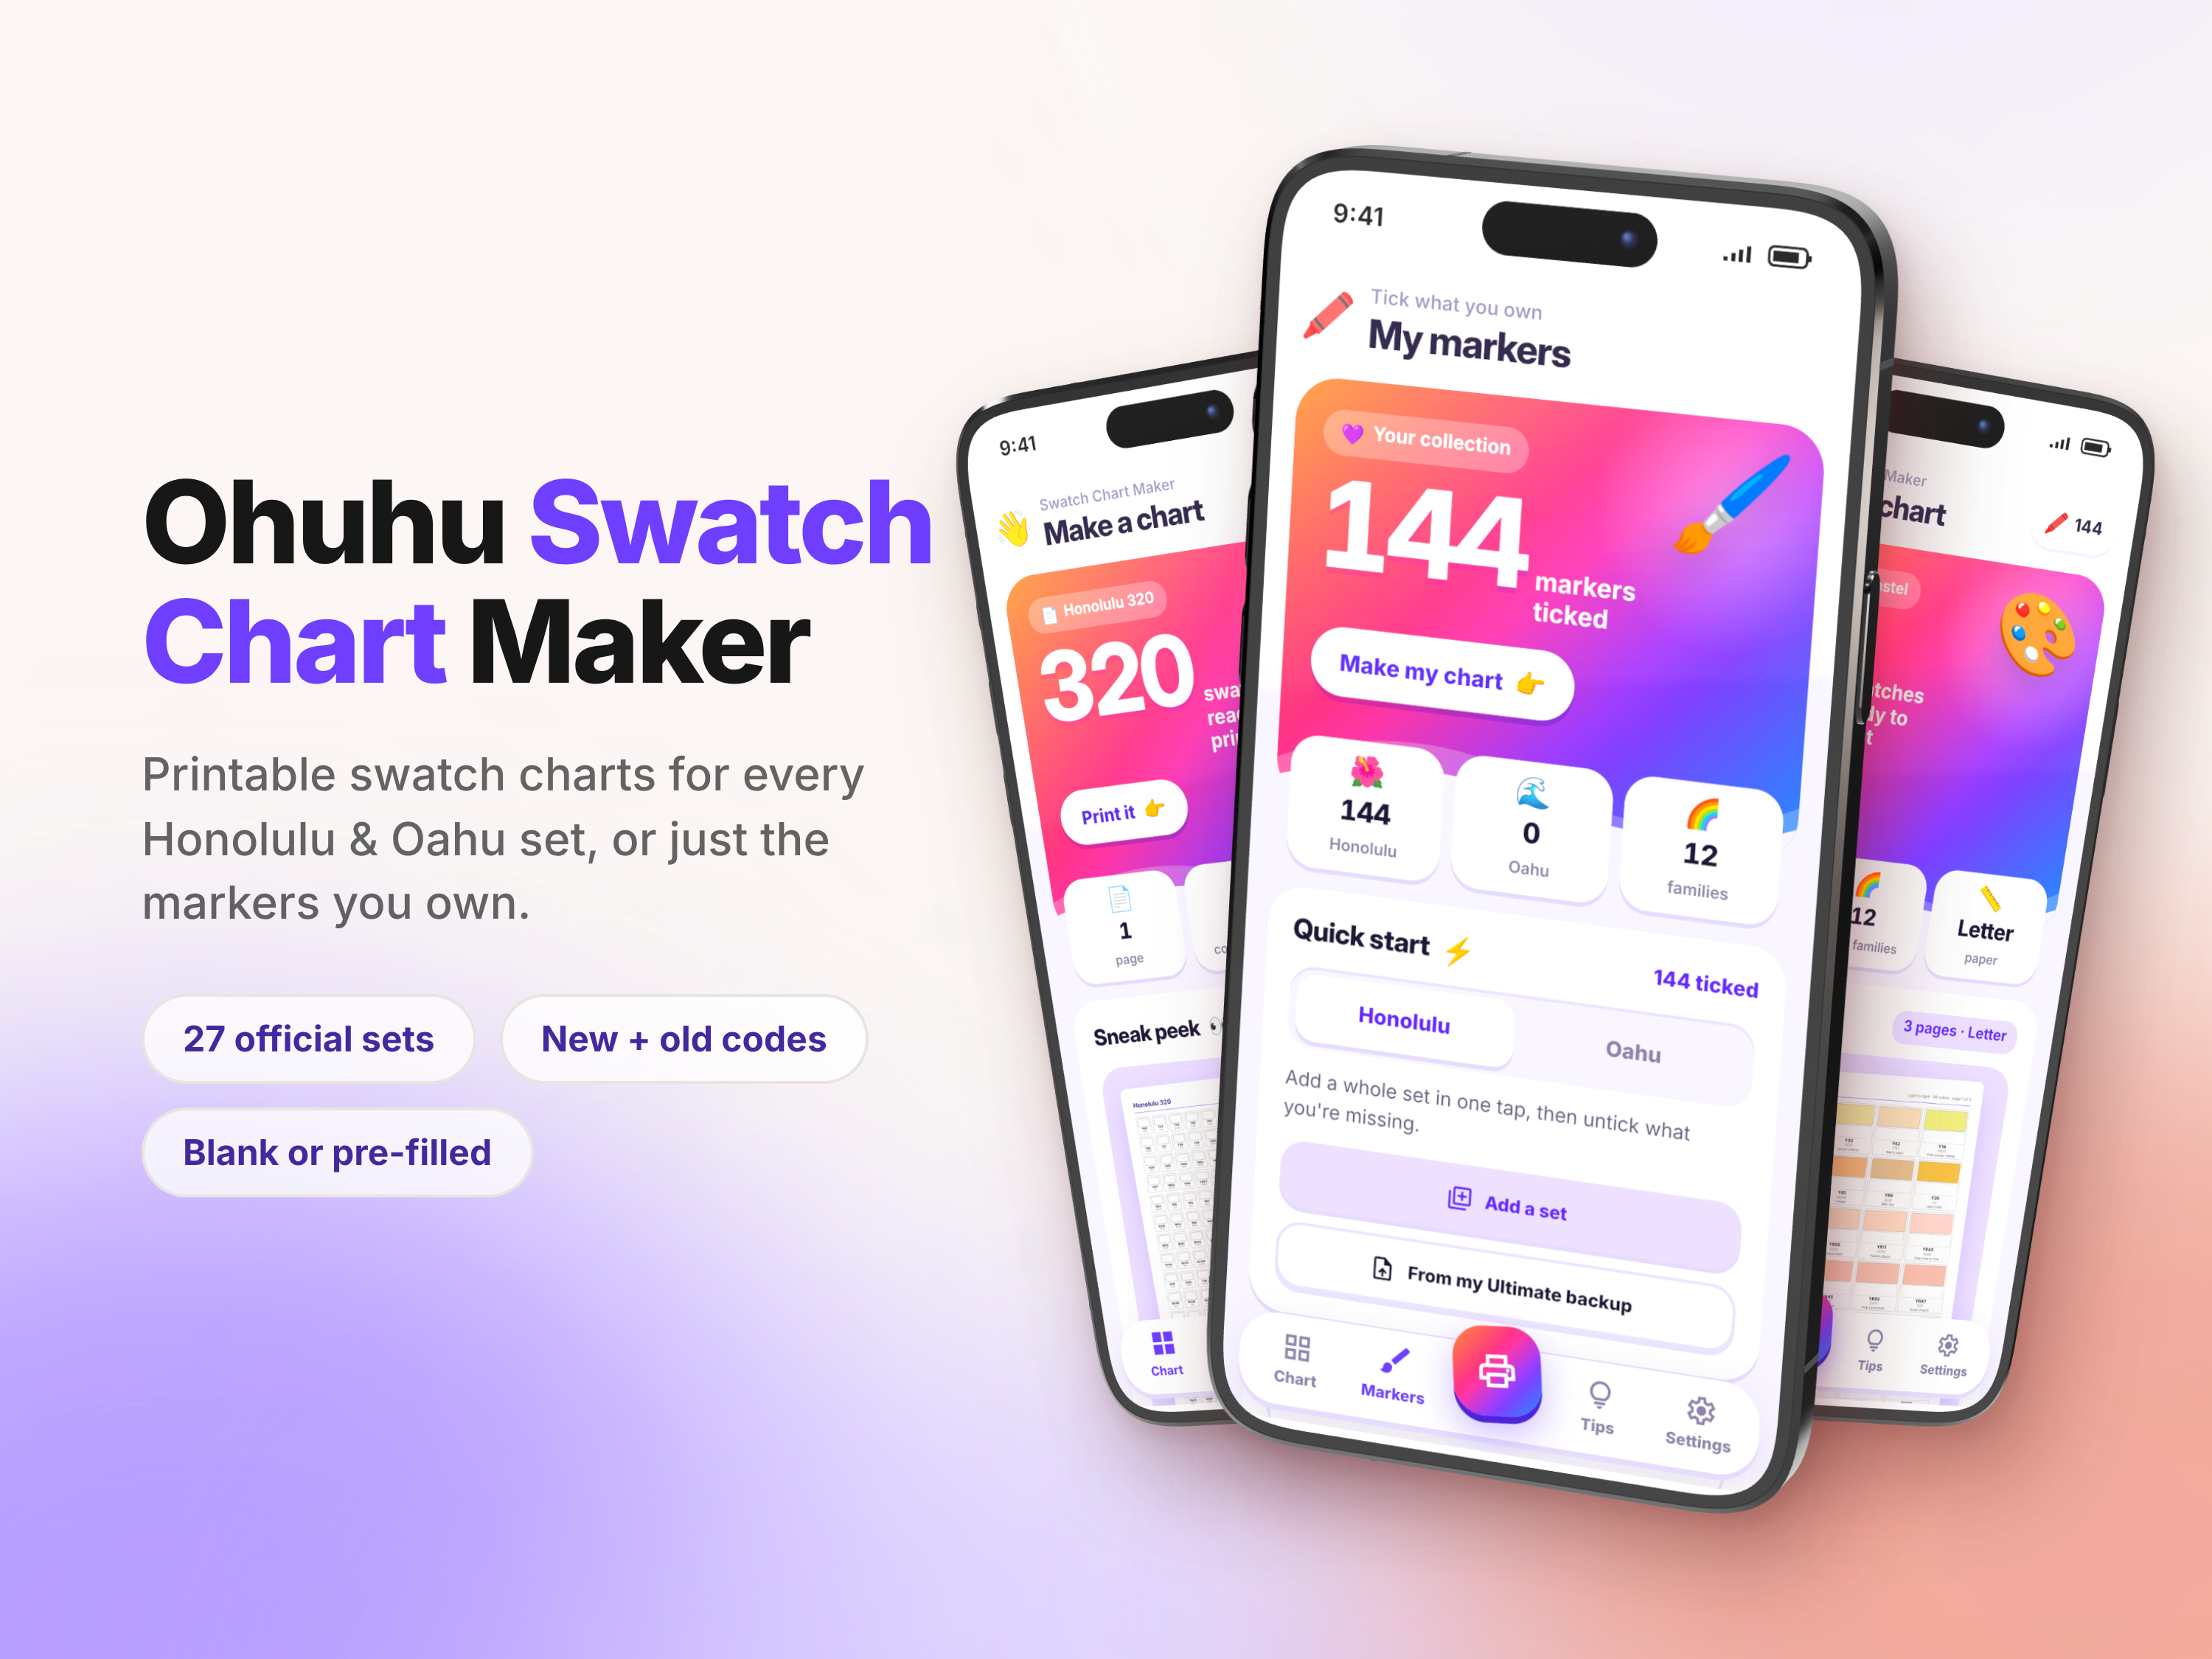 Ohuhu Swatch
Chart Maker
Printable swatch charts for every
Honolulu & Oahu set, or just the
markers you own.
27 official sets
New + old codes
Blank or pre-filled
9:41
Swatch Chart Maker
Make a chart
Honolulu 320
320
Print it
1
page
Sneak peek
Honolulu 320
Chart
9:41
Tick what you own
My markers
Your collection
144
markers
ticked
Make my chart
144
Honolulu
0
Oahu
12
families
Quick start
144 ticked
Honolulu
Oahu
Add a whole set in one tap, then untick what
you're missing.
Add a set
From my Ultimate backup
Chart
Markers
Tips
Settings
Maker
chart
144
12
families
Letter
paper
3 pages · Letter
Tips
Settings